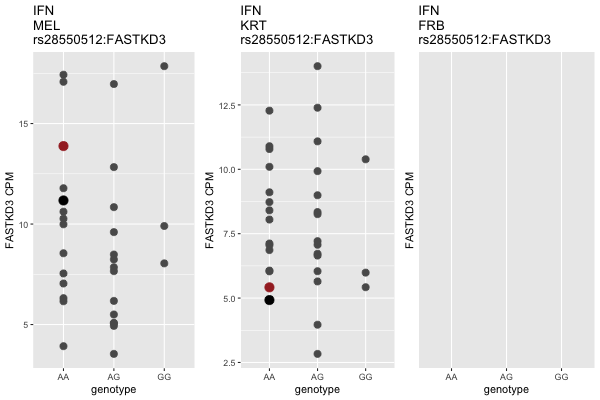 IFN
MEL
rs28550512:FASTKD3
FASTKD3 CPM
15
10
5
AA AG GG
genotype
IFN
KRT
rs28550512:FASTKD3
FASTKD3 CPM
12.5
10.0
7.5
5.0
2.5
AA AG GG
genotype
IFN
FRB
rs28550512:FASTKD3
FASTKD3 CPM
AA AG GG
genotype